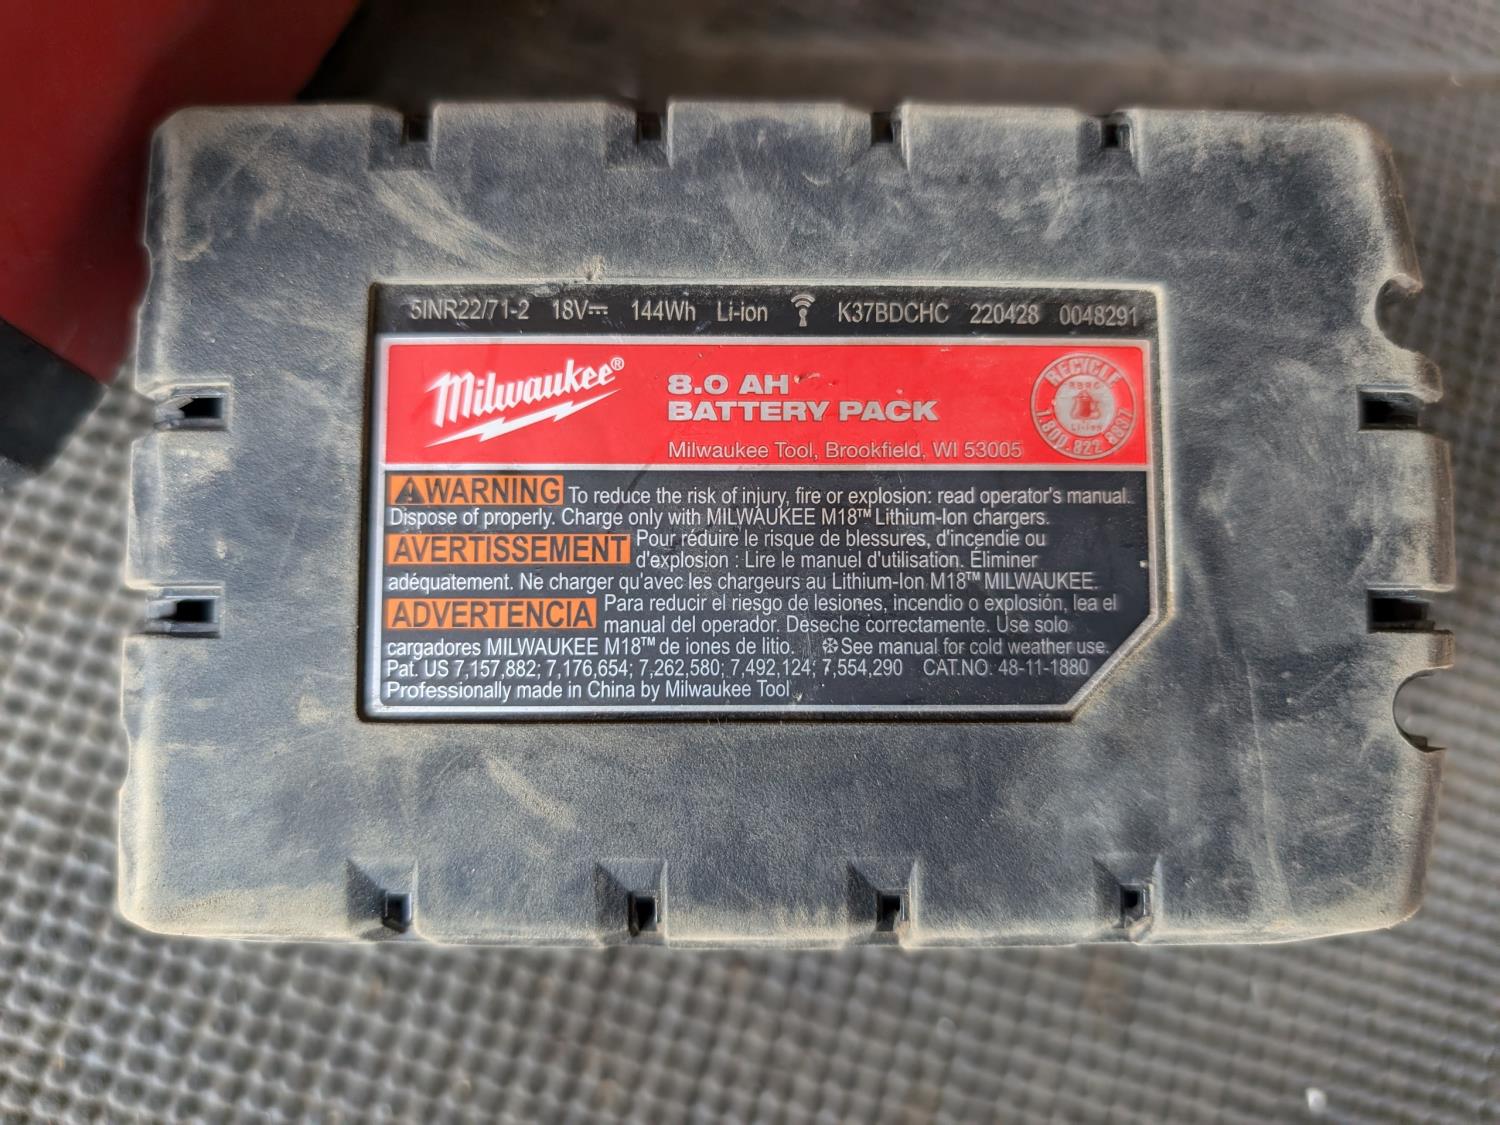 5INR22/71-2 18V⎓ 144Wh Li-ion K37BDCHC 220428 0048291
Milwaukee®
8.0 AH
BATTERY PACK
Milwaukee Tool, Brookfield, WI 53005
RECYCLE
RBRC
Li-ion
1.800.822.8837
⚠WARNING To reduce the risk of injury, fire or explosion: read operator's manual.
Dispose of properly. Charge only with MILWAUKEE M18™ Lithium-Ion chargers.
AVERTISSEMENT Pour réduire le risque de blessures, d'incendie ou
d'explosion : Lire le manuel d'utilisation. Éliminer
adéquatement. Ne charger qu'avec les chargeurs au Lithium-Ion M18™ MILWAUKEE.
ADVERTENCIA Para reducir el riesgo de lesiones, incendio o explosión, lea el
manual del operador. Deseche correctamente. Use solo
cargadores MILWAUKEE M18™ de iones de litio. ❄See manual for cold weather use.
Pat. US 7,157,882; 7,176,654; 7,262,580; 7,492,124; 7,554,290 CAT.NO. 48-11-1880
Professionally made in China by Milwaukee Tool